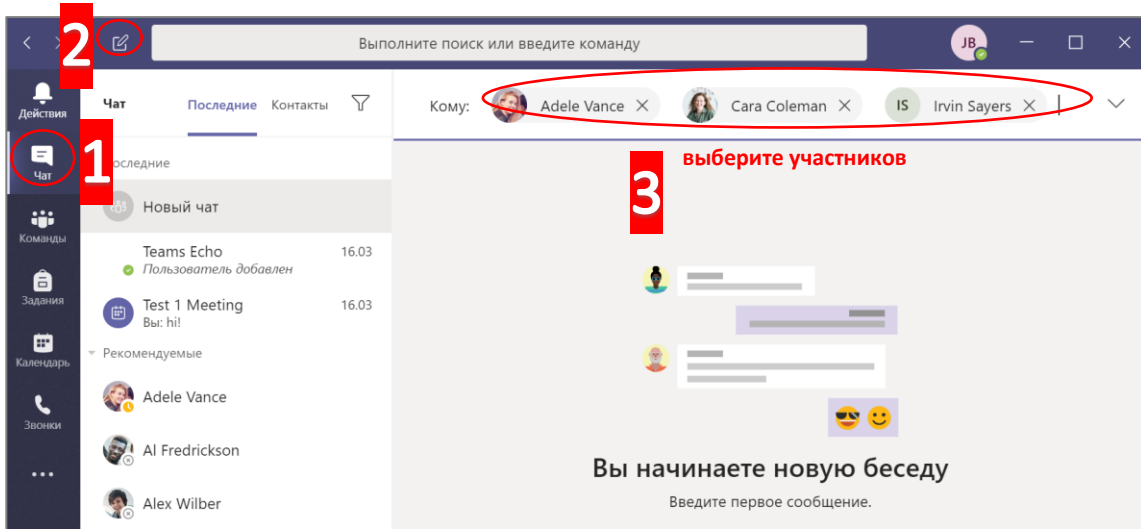 2
Выполните поиск или введите команду
JB
Действия
Чат
Последние
Контакты
Кому:
Adele Vance
Cara Coleman
IS
Irvin Sayers
1
Чат
последние
3
выберите участников
Новый чат
Команды
Teams Echo
16.03
Пользователь добавлен
Задания
Test 1 Meeting
16.03
Вы: hi!
Календарь
Рекомендуемые
Adele Vance
Звонки
Al Fredrickson
Alex Wilber
Вы начинаете новую беседу
Введите первое сообщение.